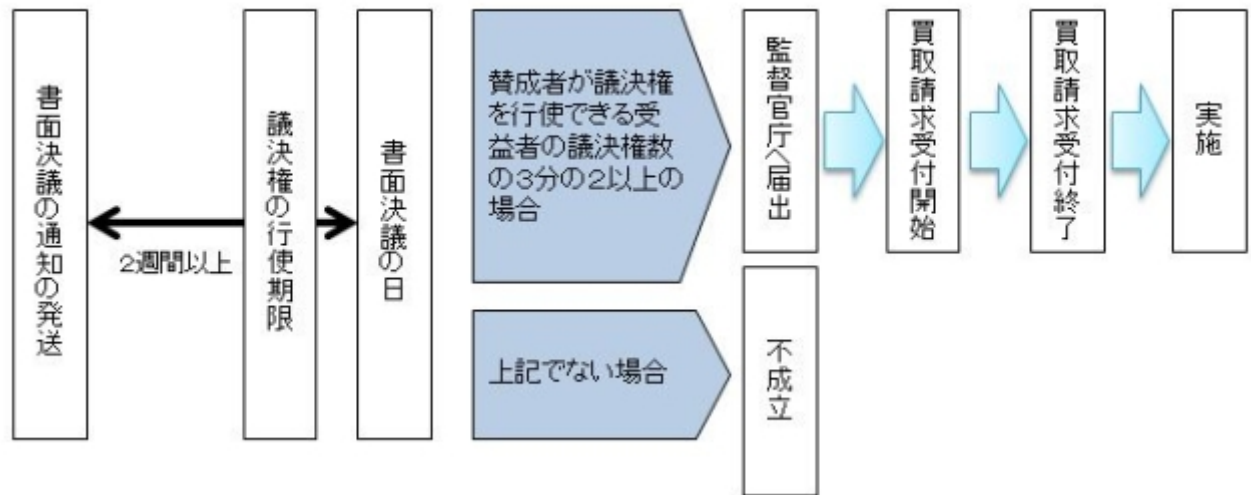 書面決議の通知の発送
2週間以上
議決権の行使期限
書面決議の日
賛成者が議決権
を行使できる受
益者の議決権数
の3分の2以上の
場合
監督官庁へ届出
買取請求受付開始
買取請求受付終了
実施
上記でない場合
不成立